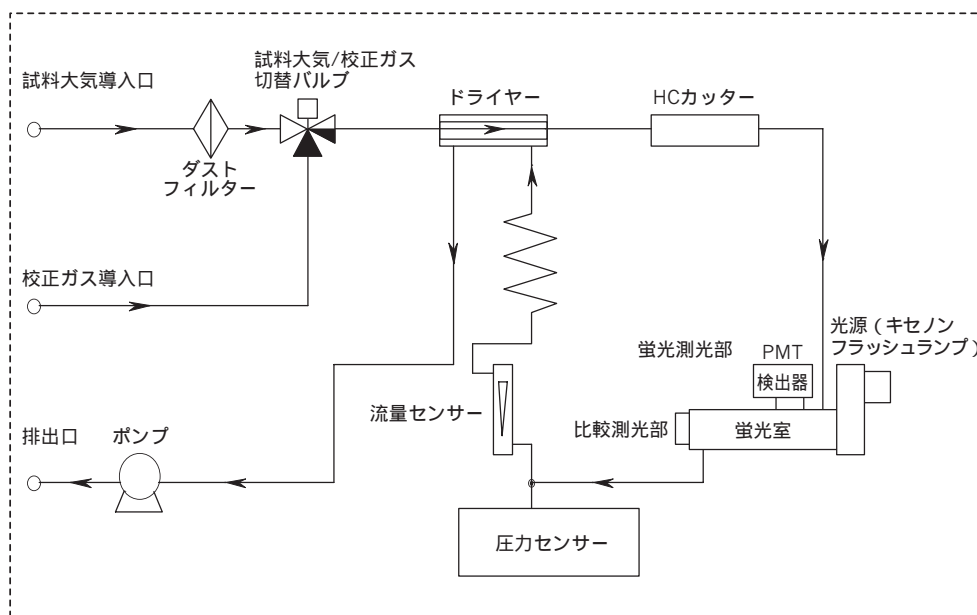 試料大気導入口
試料大気/校正ガス
切替バルブ
ドライヤー
HCカッター
ダスト
フィルター
校正ガス導入口
光源（キセノン
フラッシュランプ）
蛍光測光部
PMT
検出器
流量センサー
比較測光部
蛍光室
排出口
ポンプ
圧力センサー